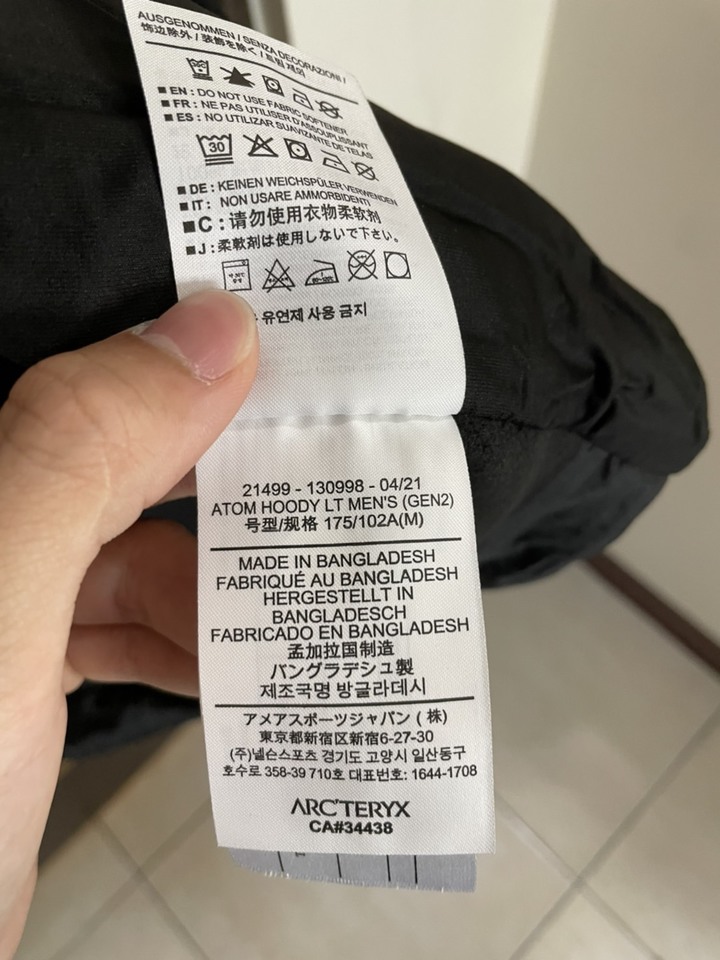 AUSGENOMMEN / SENZA DECORAZIONI /
饰边除外 / 装飾を除く / 트림 제외
■ EN : DO NOT USE FABRIC SOFTENER
■ FR : NE PAS UTILISER D'ASSOUPLISSANT
■ ES : NO UTILIZAR SUAVIZANTE DE TELAS
30
■ DE : KEINEN WEICHSPÜLER VERWENDEN
■ IT : NON USARE AMMORBIDENTI
■ C : 请勿使用衣物柔软剂
■ J : 柔軟剤は使用しないで下さい。
유연제 사용 금지
21499 - 130998 - 04/21
ATOM HOODY LT MEN'S (GEN2)
号型/规格 175/102A(M)
MADE IN BANGLADESH
FABRIQUÉ AU BANGLADESH
HERGESTELLT IN
BANGLADESCH
FABRICADO EN BANGLADESH
孟加拉国制造
バングラデシュ製
제조국명 방글라데시
アメアスポーツジャパン ( 株)
東京都新宿区新宿6-27-30
(주)넬슨스포츠 경기도 고양시 일산동구
호수로 358-39 710호 대표번호: 1644-1708
ARC'TERYX
CA#34438